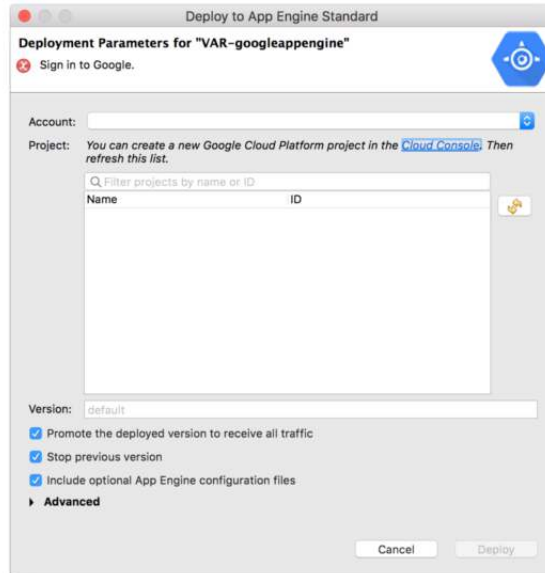 Deploy to App Engine Standard
Deployment Parameters for "VAR-googleappengine"
Sign in to Google.
Account:
Project: You can create a new Google Cloud Platform project in the Cloud Console. Then
refresh this list.
Filter projects by name or ID
Name ID
Version: default
Promote the deployed version to receive all traffic
Stop previous version
Include optional App Engine configuration files
Advanced
Cancel Deploy